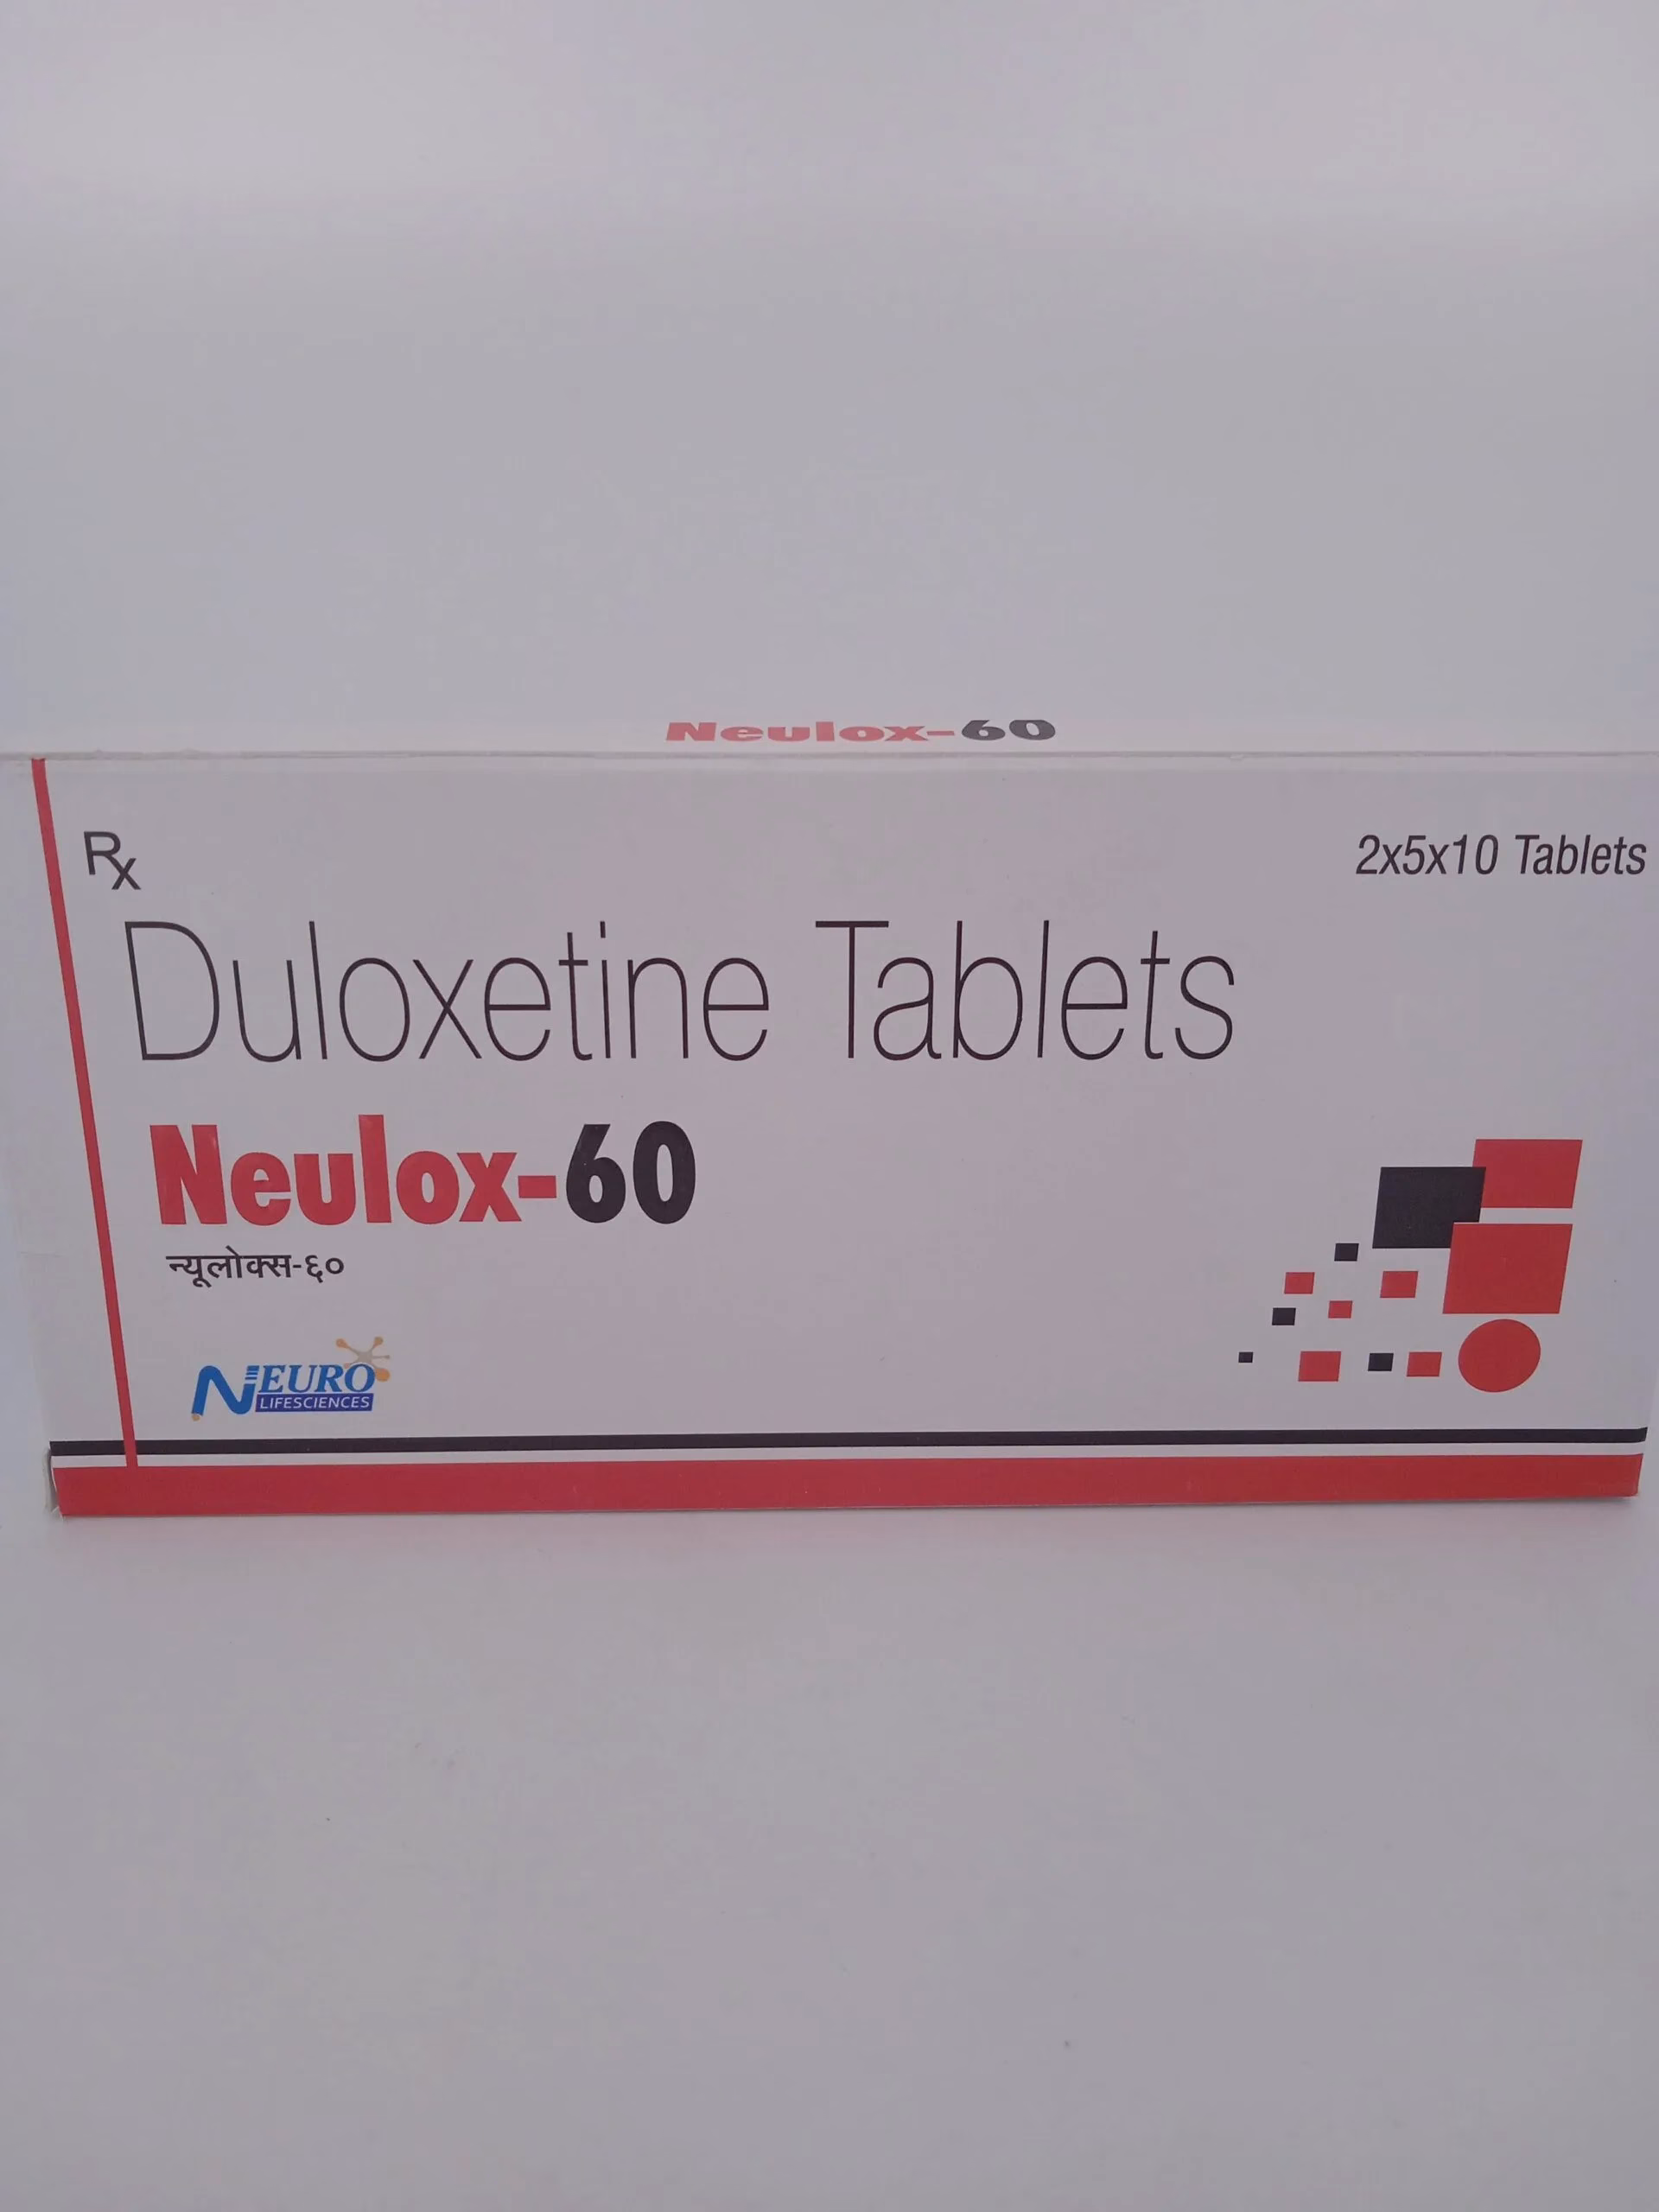 Neulox-60
Rx
2x5x10 Tablets
Duloxetine Tablets
Neulox-60
न्यूलोक्स-६०
NEURO
LIFESCIENCES